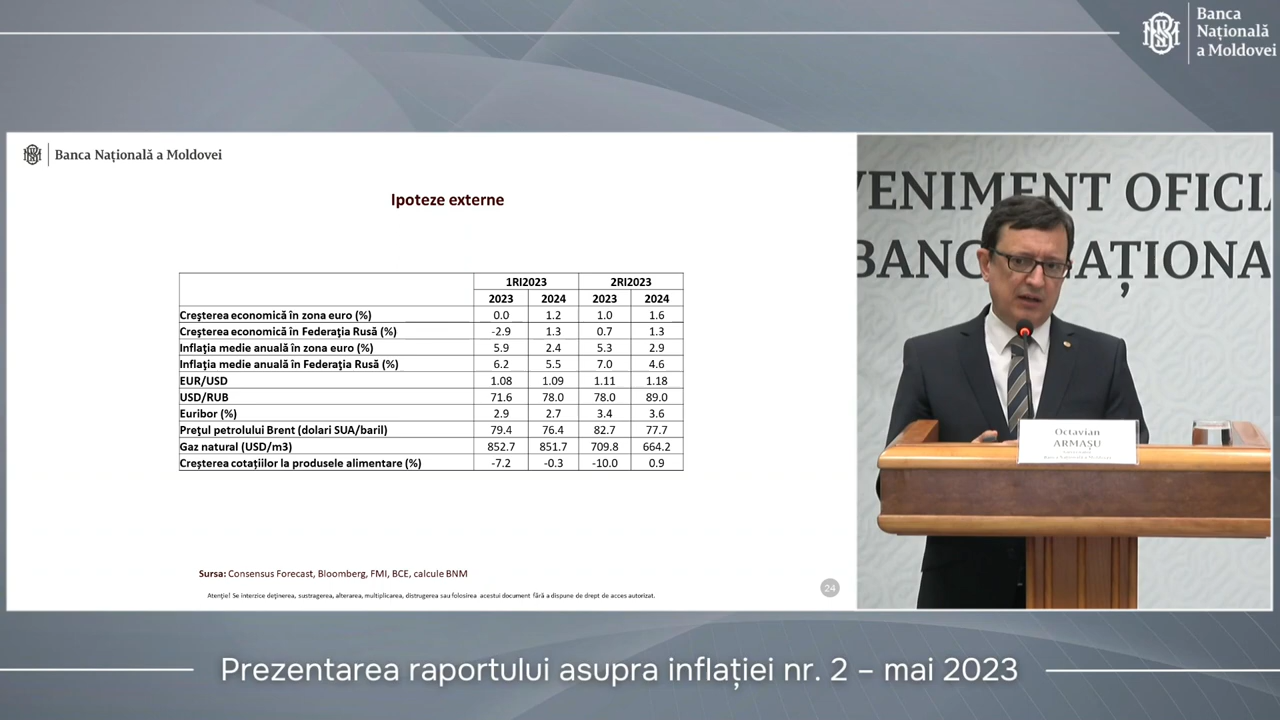 Banca
Națională
a Moldovei
Banca Națională a Moldovei
Ipoteze externe
1RI2023 2RI2023
2023 2024 2023 2024
Creșterea economică în zona euro (%) 0.0 1.2 1.0 1.6
Creșterea economică în Federația Rusă (%) -2.9 1.3 0.7 1.3
Inflația medie anuală în zona euro (%) 5.9 2.4 5.3 2.9
Inflația medie anuală în Federația Rusă (%) 6.2 5.5 7.0 4.6
EUR/USD 1.08 1.09 1.11 1.18
USD/RUB 71.6 78.0 78.0 89.0
Euribor (%) 2.9 2.7 3.4 3.6
Prețul petrolului Brent (dolari SUA/baril) 79.4 76.4 82.7 77.7
Gaz natural (USD/m3) 852.7 851.7 709.8 664.2
Creșterea cotațiilor la produsele alimentare (%) -7.2 -0.3 -10.0 0.9
Sursa: Consensus Forecast, Bloomberg, FMI, BCE, calcule BNM
Atenție! Se interzice deținerea, sustragerea, alterarea, multiplicarea, distrugerea sau folosirea acestui document fără a dispune de drept de acces autorizat.
24
VENIMENT OFICI
BANC NAȚIONA
Octavian
ARMAȘU
Prezentarea raportului asupra inflației nr. 2 – mai 2023